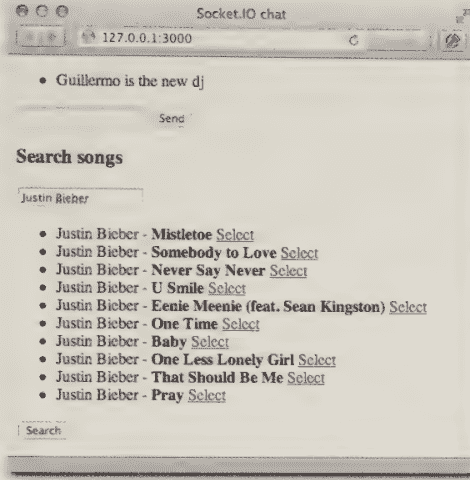 Socket.IO chat
127.0.0.1:3000
• Guillermo is the new dj
Send
Search songs
Justin Bieber
• Justin Bieber - Mistletoe Select
• Justin Bieber - Somebody to Love Select
• Justin Bieber - Never Say Never Select
• Justin Bieber - U Smile Select
• Justin Bieber - Eenie Meenie (feat. Sean Kingston) Select
• Justin Bieber - One Time Select
• Justin Bieber - Baby Select
• Justin Bieber - One Less Lonely Girl Select
• Justin Bieber - That Should Be Me Select
• Justin Bieber - Pray Select
Search